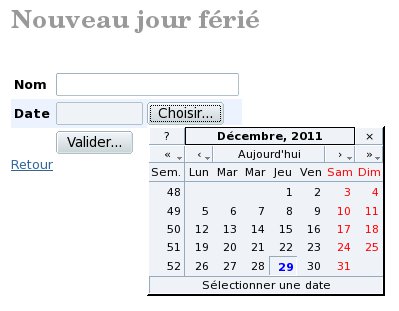 Nouveau jour férié
Nom
Date Choisir...
Valider...
Retour
? Décembre, 2011 ×
« ‹ Aujourd'hui › »
Sem. Lun Mar Mar Jeu Ven Sam Dim
48 1 2 3 4
49 5 6 7 8 9 10 11
50 12 13 14 15 16 17 18
51 19 20 21 22 23 24 25
52 26 27 28 29 30 31
Sélectionner une date